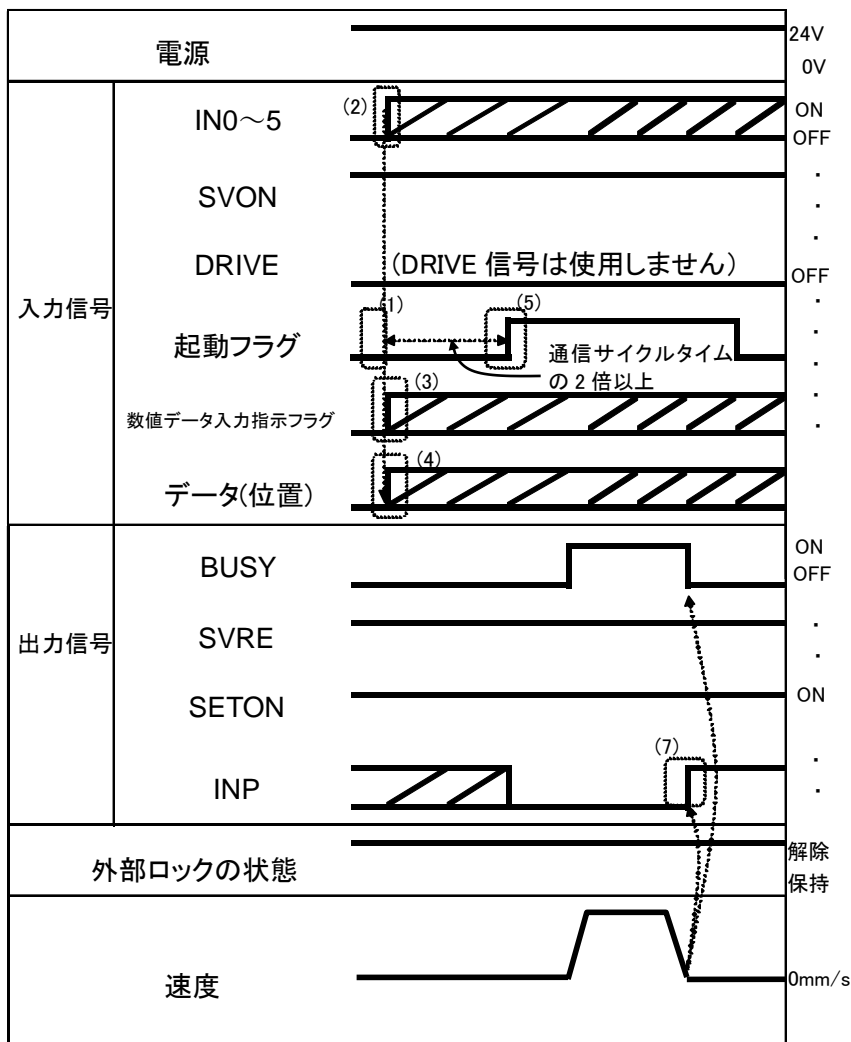 電源
24V
0V
入力信号
IN0～5
(2)
ON
OFF
SVON
DRIVE
(DRIVE 信号は使用しません)
OFF
(1)
(5)
起動フラグ
通信サイクルタイム
の 2 倍以上
数値データ入力指示フラグ
(3)
データ(位置)
(4)
出力信号
BUSY
ON
OFF
SVRE
SETON
ON
INP
(7)
外部ロックの状態
解除
保持
速度
0mm/s